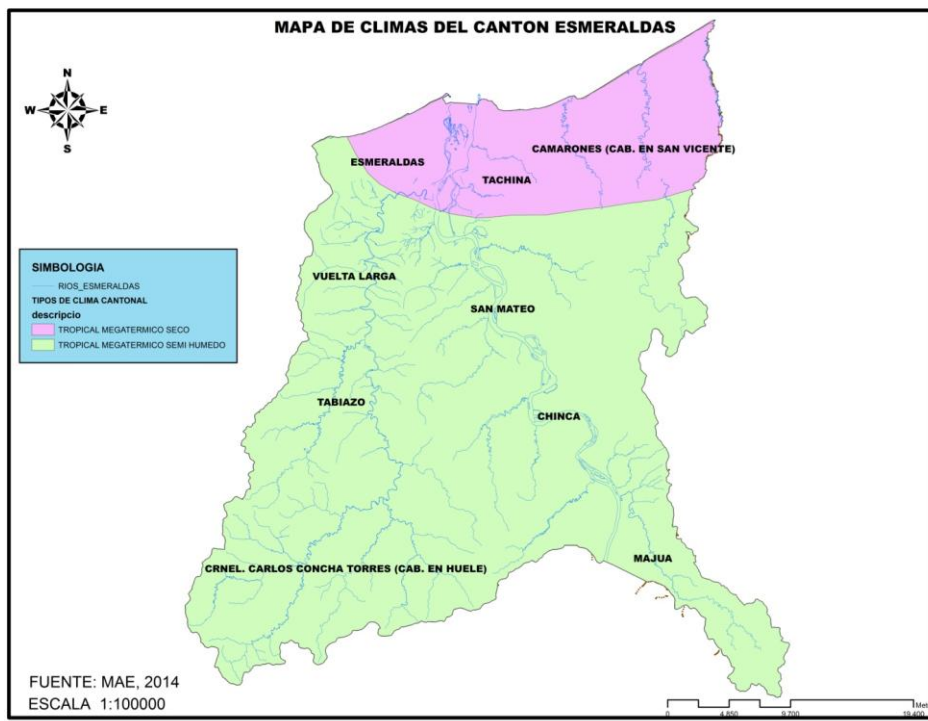 MAPA DE CLIMAS DEL CANTON ESMERALDAS
N
W E
S
CAMARONES (CAB. EN SAN VICENTE)
ESMERALDAS
TACHINA
SIMBOLOGIA
RIOS_ESMERALDAS
TIPOS DE CLIMA CANTONAL
descripcio
TROPICAL MEGATERMICO SECO
TROPICAL MEGATERMICO SEMI HUMEDO
VUELTA LARGA
SAN MATEO
TABIAZO
CHINCA
CRNEL. CARLOS CONCHA TORRES (CAB. EN HUELE)
MAJUA
FUENTE: MAE, 2014
ESCALA 1:100000
Met
0 4.850 9.700 19.400